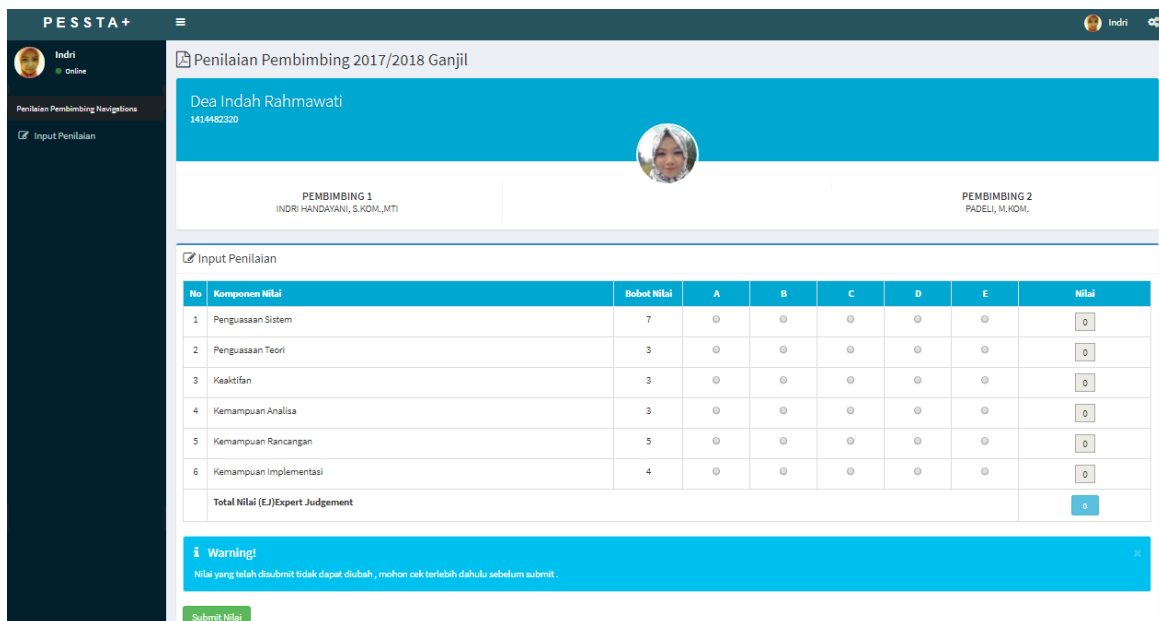 PESSTA+
Indri
Indri
Online
Penilaian Pembimbing 2017/2018 Ganjil
Penilaian Pembimbing Navigations
Input Penilaian
Dea Indah Rahmawati
1414482320
PEMBIMBING 1
INDRI HANDAYANI, S.KOM.,MTI
PEMBIMBING 2
PADELI, M.KOM.
Input Penilaian
No Komponen Nilai Bobot Nilai A B C D E Nilai
1 Penguasaan Sistem 7 0
2 Penguasaan Teori 3 0
3 Keaktifan 3 0
4 Kemampuan Analisa 3 0
5 Kemampuan Rancangan 5 0
6 Kemampuan Implementasi 4 0
Total Nilai (EJ)Expert Judgement 0
Warning!
Nilai yang telah disubmit tidak dapat diubah , mohon cek terlebih dahulu sebelum submit .
Submit Nilai